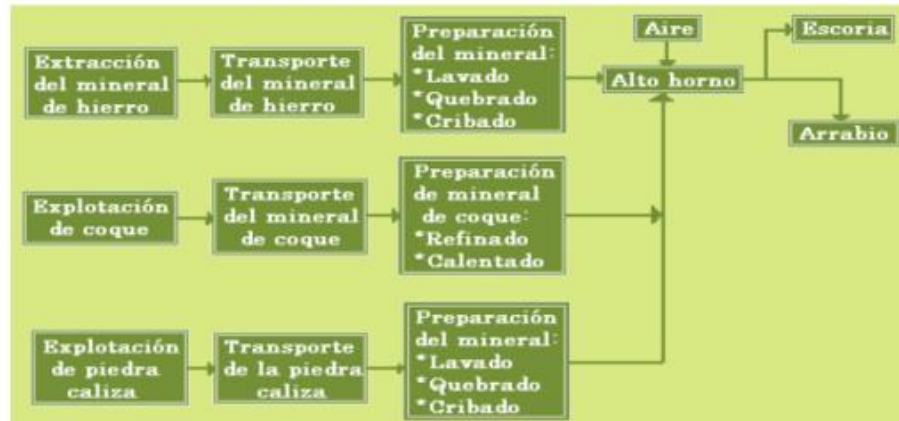 Extracción
del mineral
de hierro
Transporte
del mineral
de hierro
Preparación
del mineral:
*Lavado
*Quebrado
*Cribado
Aire
Alto horno
Escoria
Arrabio
Explotación
de coque
Transporte
del mineral
de coque
Preparación
de mineral
de coque:
*Refinado
*Calentado
Explotación
de piedra
caliza
Transporte
de la piedra
caliza
Preparación
del mineral:
*Lavado
*Quebrado
*Cribado